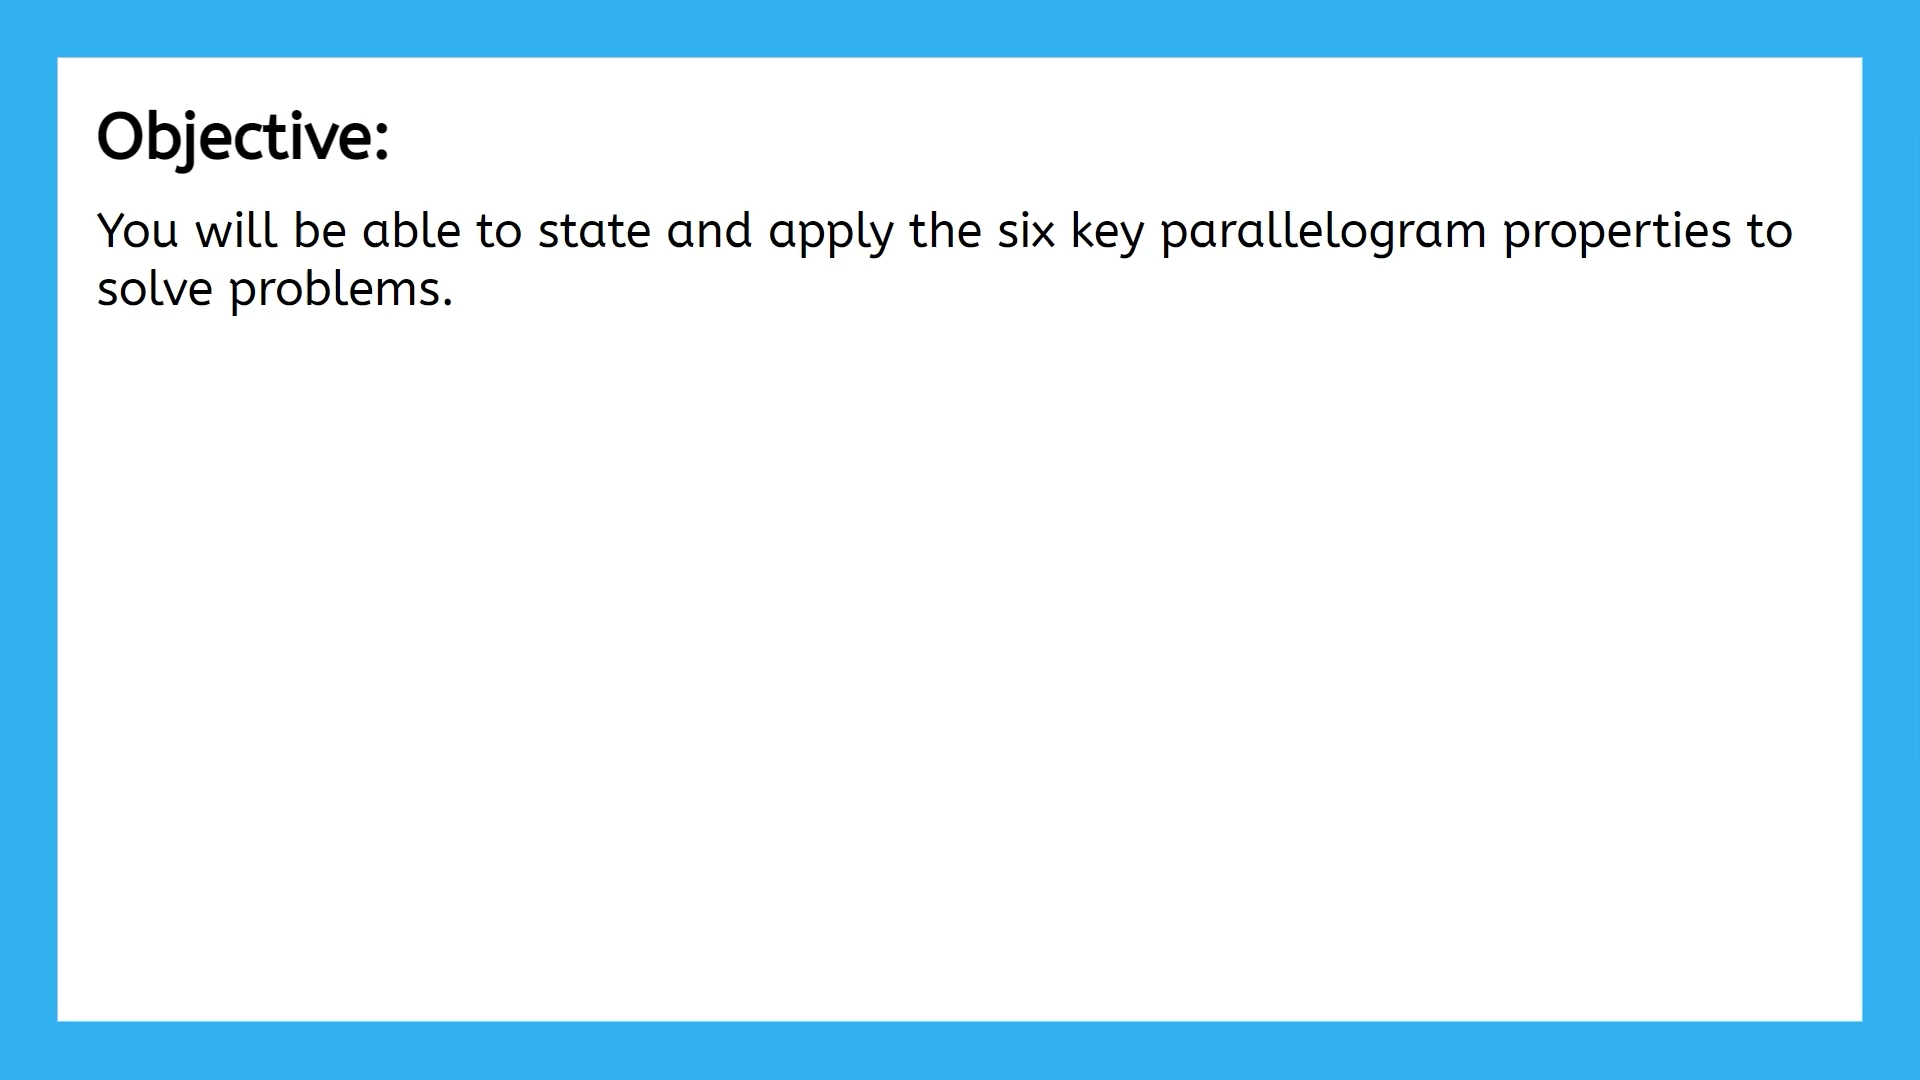 Objective:
You will be able to state and apply the six key parallelogram properties to
solve problems.